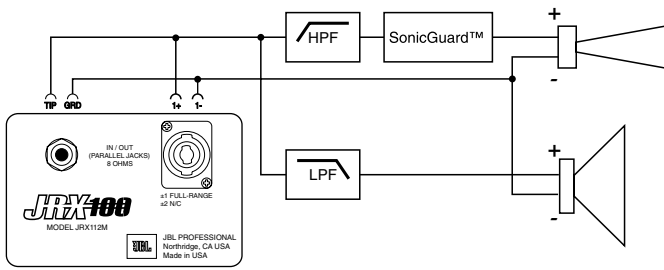 +
HPF
SonicGuard™
-
TIP GRD 1+ 1-
IN / OUT
(PARALLEL JACKS)
8 OHMS
+
LPF
-
±1 FULL-RANGE
±2 N/C
JRX100
MODEL JRX112M
JBL
JBL PROFESSIONAL
Northridge, CA USA
Made in USA